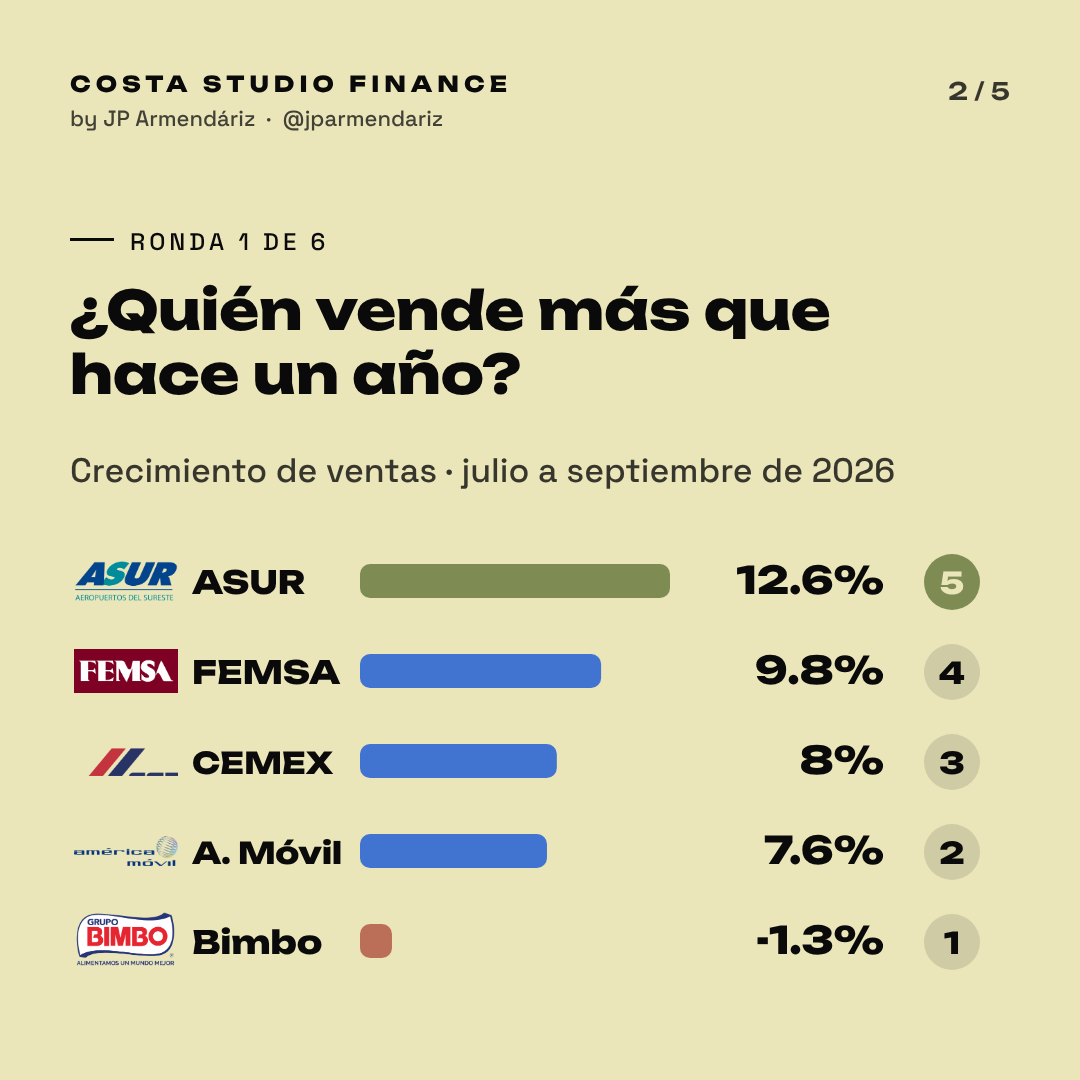 COSTA STUDIO FINANCE
by JP Armendáriz · @jparmendariz
2 / 5
RONDA 1 DE 6
¿Quién vende más que
hace un año?
Crecimiento de ventas · julio a septiembre de 2026
ASUR
AEROPUERTOS DEL SURESTE
ASUR
12.6%
5
FEMSA
FEMSA
9.8%
4
CEMEX
8%
3
américa
móvil
A. Móvil
7.6%
2
GRUPO
BIMBO
ALIMENTAMOS UN MUNDO MEJOR
Bimbo
-1.3%
1